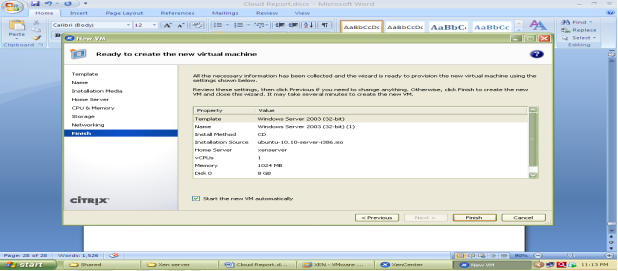 Cloud Report.docx - Microsoft Word
Home Insert Page Layout References Mailings Review View
Calibri (Body) 12
Paste
Clipboard
AaBbCcDc AaBbCcDc AaBbC AaBbCc
Find
Replace
Select
Editing
New VM
Ready to create the new virtual machine
Template
Name
Installation Media
Home Server
CPU & Memory
Storage
Networking
Finish
All the necessary information has been collected and the wizard is ready to provision the new virtual machine using the
settings shown below.
Review these settings, then click Previous if you need to change anything. Otherwise, click Finish to create the new
VM and close this wizard. It may take several minutes to create the new VM.
Property Value
Template Windows Server 2003 (32-bit)
Name Windows Server 2003 (32-bit) (1)
Install Method CD
Installation Source ubuntu-10.10-server-i386.iso
Home Server xenserver
vCPUs 1
Memory 1024 MB
Disk 0 8 GB
Start the new VM automatically
CITRIX
< Previous Next > Finish Cancel
Page: 28 of 28 Words: 1,526 90%
start Shared Xen server Cloud Report.d... XEN - VMware ... XenCenter New VM 11:13 PM